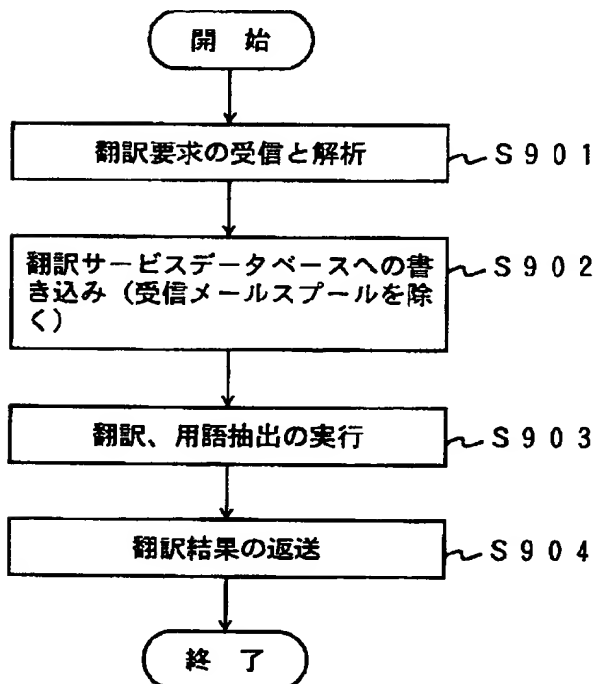 開 始
翻訳要求の受信と解析
S901
翻訳サービスデータベースへの書
き込み（受信メールスプールを除
く）
S902
翻訳、用語抽出の実行
S903
翻訳結果の返送
S904
終 了